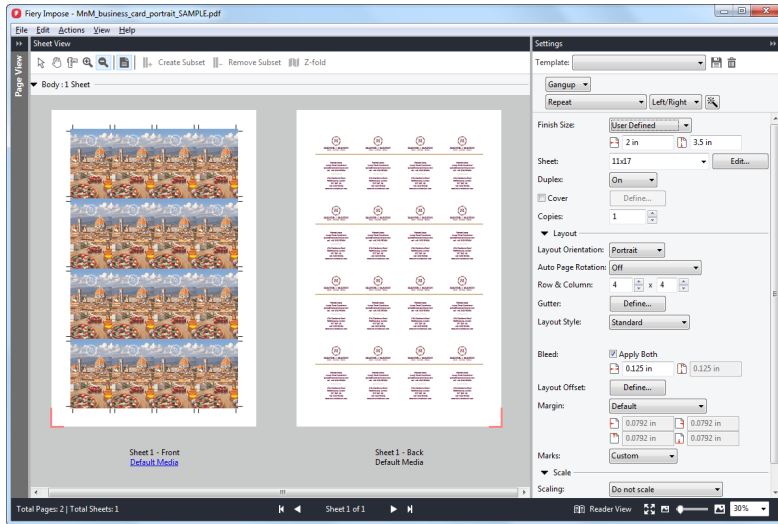 Fiery Impose - MnM_business_card_portrait_SAMPLE.pdf
File Edit Actions View Help
Sheet View
Settings
Page View
Create Subset
Remove Subset
Z-fold
Template:
Body : 1 Sheet
Gangup
Repeat
Left/Right
Finish Size:
User Defined
2 in
3.5 in
Sheet:
11x17
Edit...
Duplex:
On
Cover
Define...
Copies:
1
Layout
Layout Orientation:
Portrait
Auto Page Rotation:
Off
Row & Column:
4 x 4
Gutter:
Define...
Layout Style:
Standard
Bleed:
Apply Both
0.125 in
0.125 in
Layout Offset:
Define...
Margin:
Default
0.0792 in
0.0792 in
0.0792 in
0.0792 in
Marks:
Custom
Scale
Scaling:
Do not scale
Sheet 1 - Front
Default Media
Sheet 1 - Back
Default Media
Total Pages: 2 | Total Sheets: 1
Sheet 1 of 1
Reader View
30%